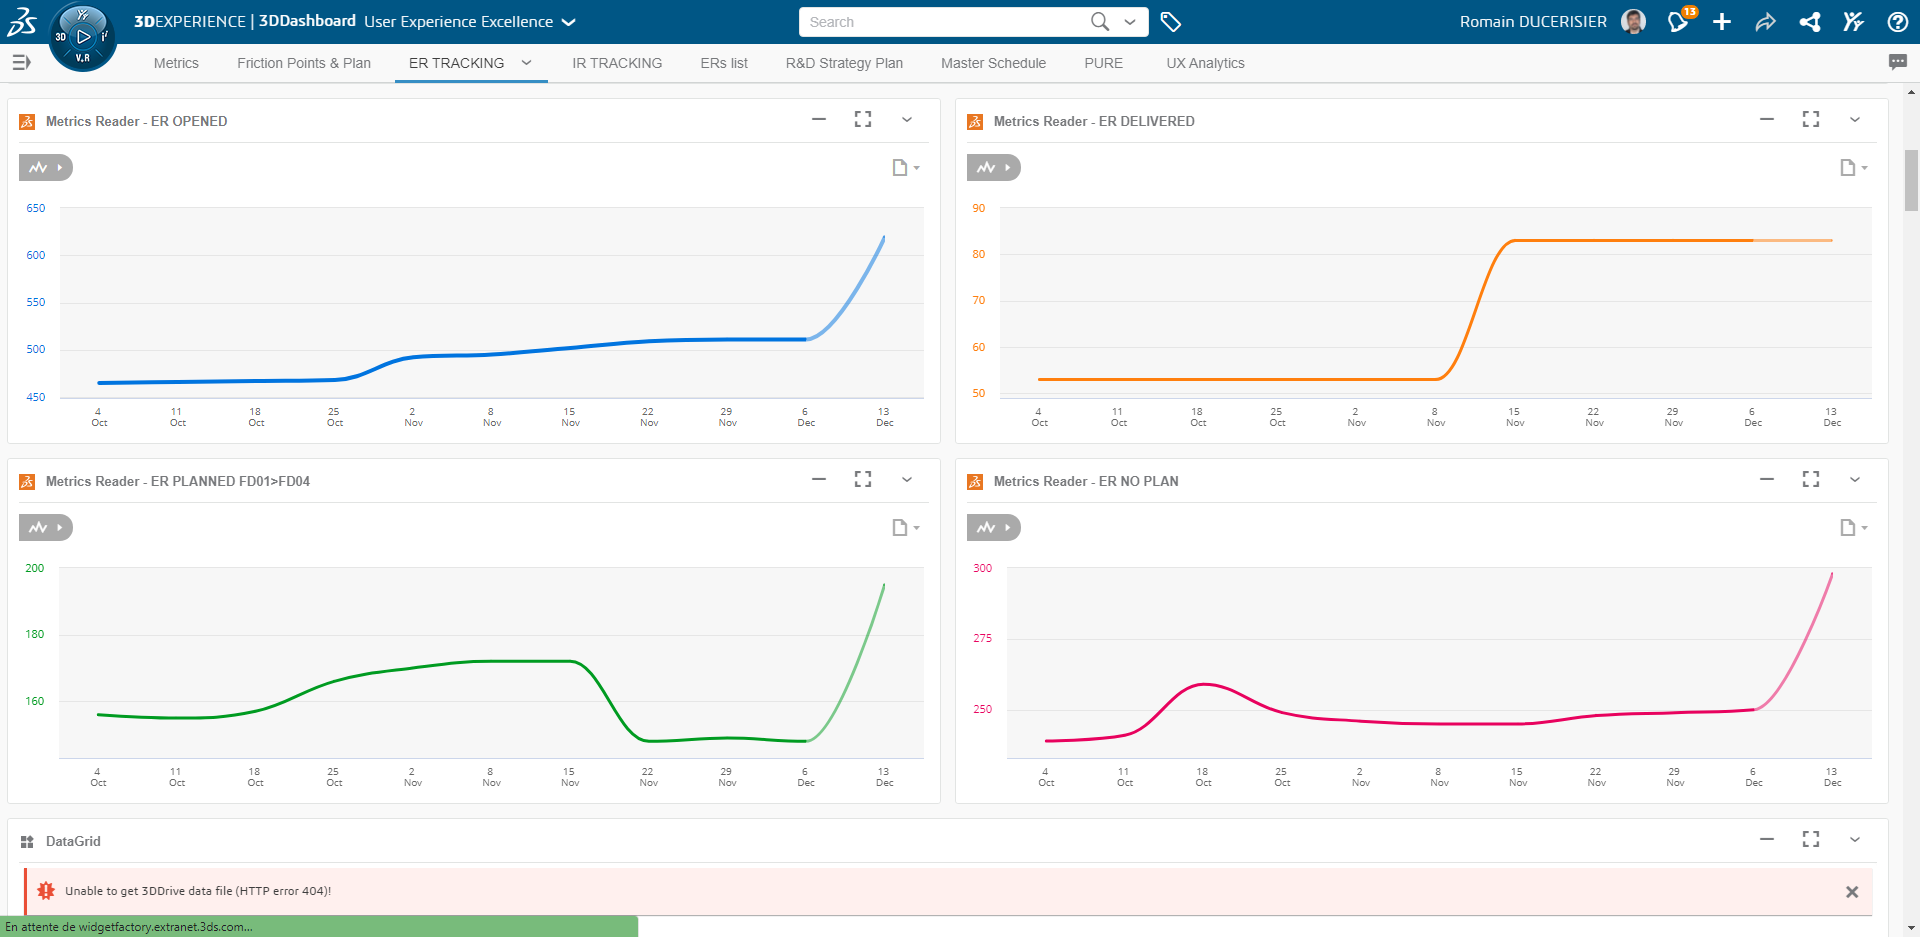 3DEXPERIENCE | 3DDashboard User Experience Excellence
Search
Romain DUCERISIER
13
3D
V.R
Metrics
Friction Points & Plan
ER TRACKING
IR TRACKING
ERs list
R&D Strategy Plan
Master Schedule
PURE
UX Analytics
Metrics Reader - ER OPENED
650
600
550
500
450
4 Oct
11 Oct
18 Oct
25 Oct
2 Nov
8 Nov
15 Nov
22 Nov
29 Nov
6 Dec
13 Dec
Metrics Reader - ER DELIVERED
90
80
70
60
50
4 Oct
11 Oct
18 Oct
25 Oct
2 Nov
8 Nov
15 Nov
22 Nov
29 Nov
6 Dec
13 Dec
Metrics Reader - ER PLANNED FD01>FD04
200
180
160
4 Oct
11 Oct
18 Oct
25 Oct
2 Nov
8 Nov
15 Nov
22 Nov
29 Nov
6 Dec
13 Dec
Metrics Reader - ER NO PLAN
300
275
250
4 Oct
11 Oct
18 Oct
25 Oct
2 Nov
8 Nov
15 Nov
22 Nov
29 Nov
6 Dec
13 Dec
DataGrid
Unable to get 3DDrive data file (HTTP error 404)!
En attente de widgetfactory.extranet.3ds.com...